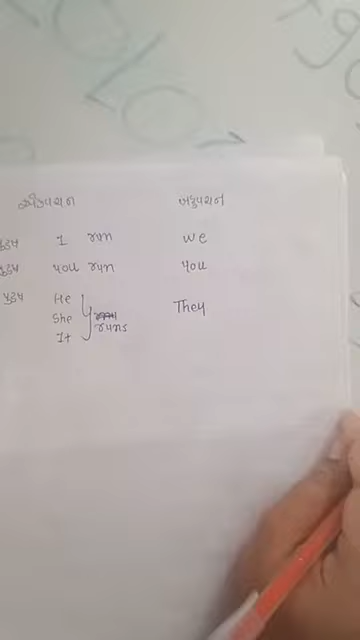 એકવચન બહુવચન
પુરુષ I run we
પુરુષ you run you
પુરુષ He
She runs They
It